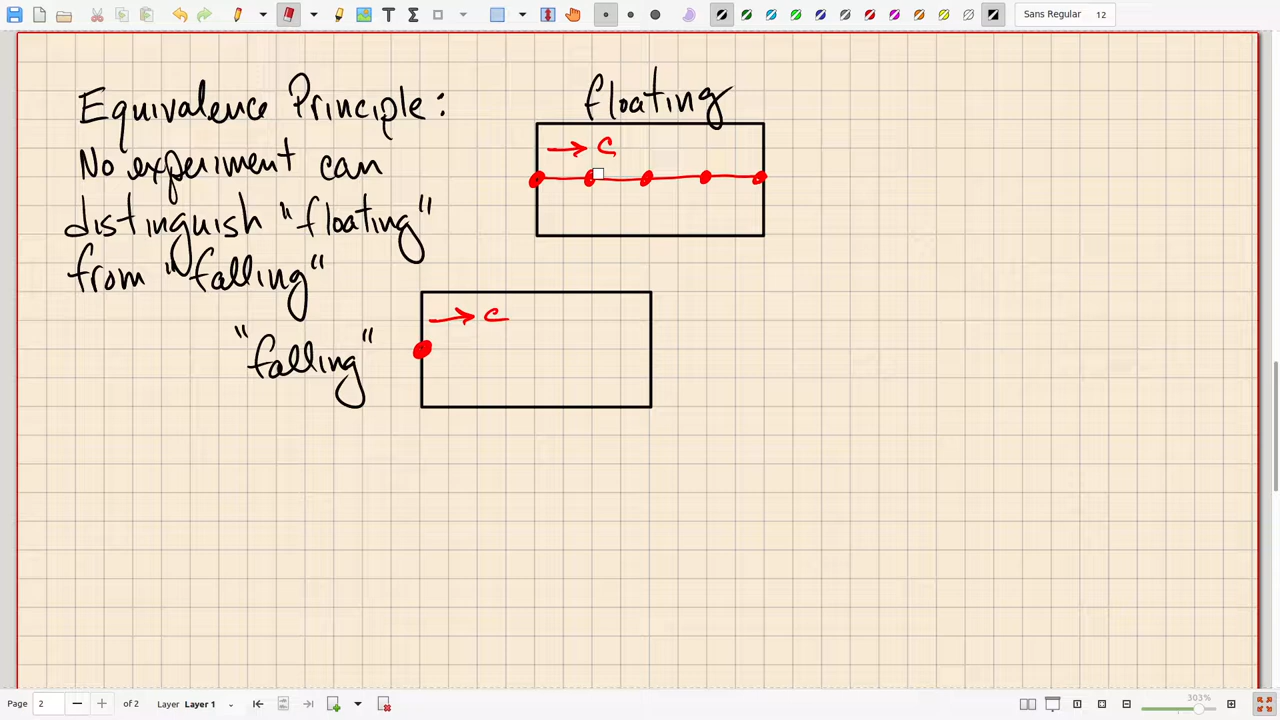 Sans Regular 12
Equivalence Principle:
No experiment can
distinguish "floating"
from "falling"
floating
→ c
"falling"
→ c
Page 2 of 2 Layer Layer 1 303%